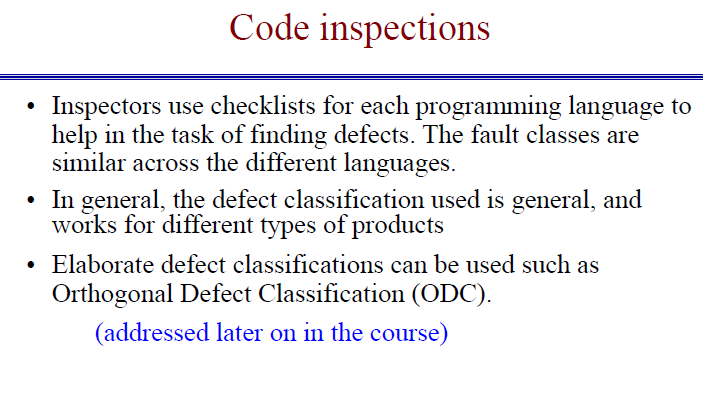 Code inspections
• Inspectors use checklists for each programming language to
help in the task of finding defects. The fault classes are
similar across the different languages.
• In general, the defect classification used is general, and
works for different types of products
• Elaborate defect classifications can be used such as
Orthogonal Defect Classification (ODC).
(addressed later on in the course)